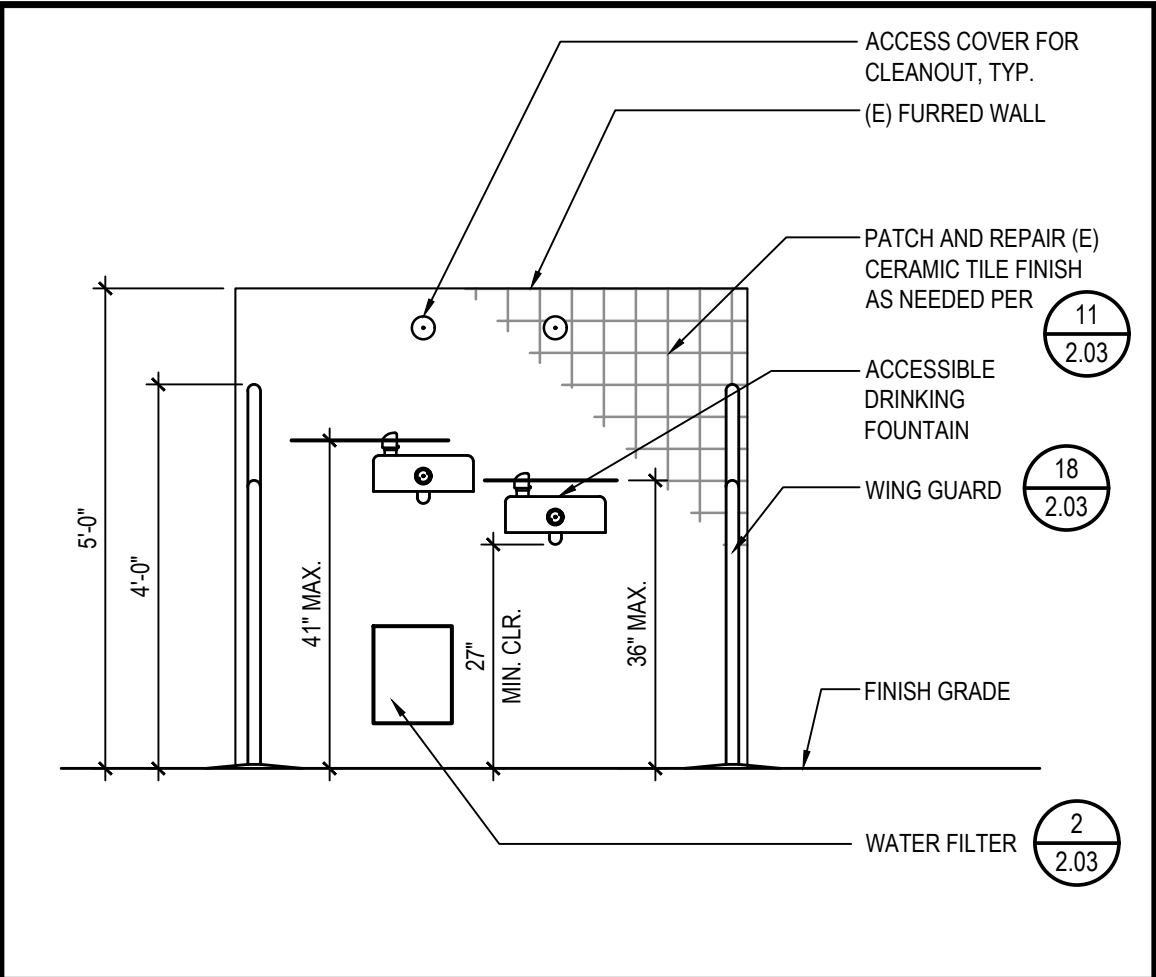 ACCESS COVER FOR
CLEANOUT, TYP.
(E) FURRED WALL
PATCH AND REPAIR (E)
CERAMIC TILE FINISH
AS NEEDED PER
11
2.03
ACCESSIBLE
DRINKING
FOUNTAIN
WING GUARD
18
2.03
5'-0"
4'-0"
41" MAX.
27"
MIN. CLR.
36" MAX.
FINISH GRADE
WATER FILTER
2
2.03